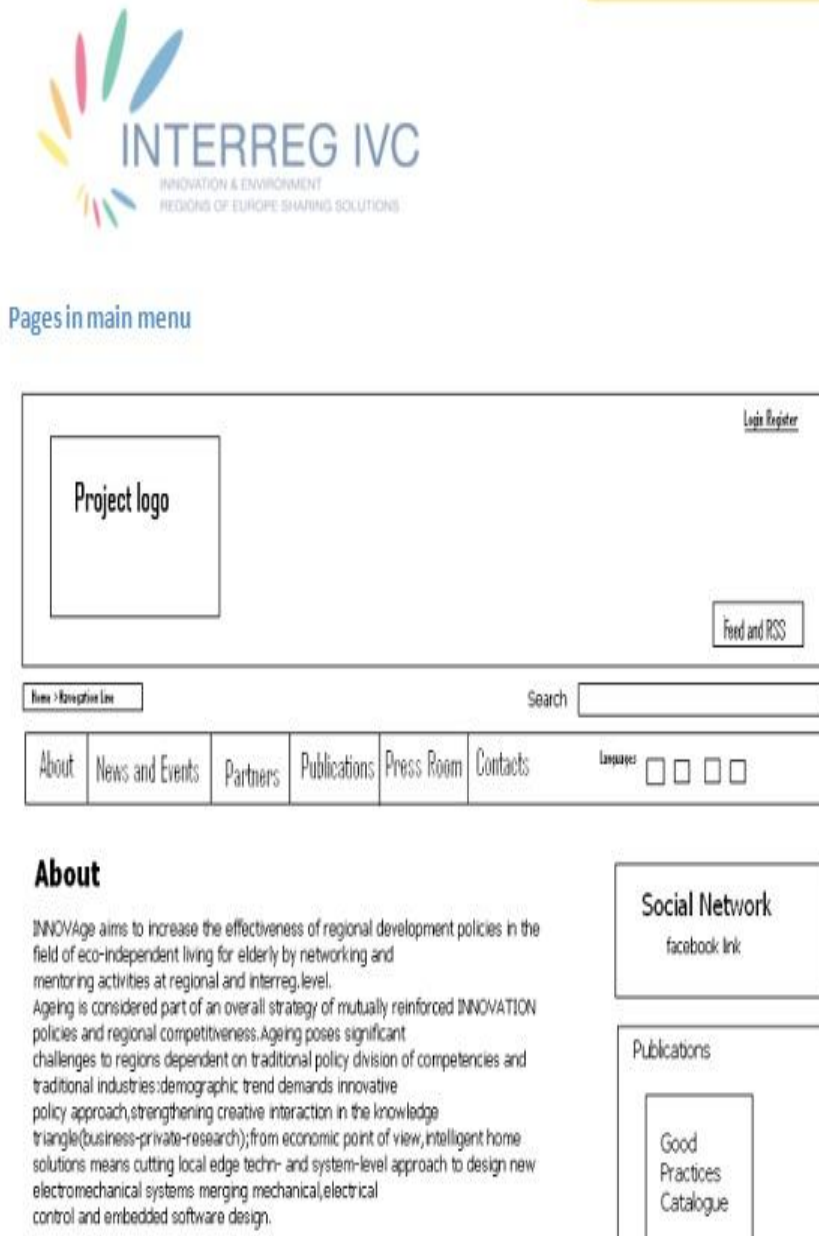 INTERREG IVC
INNOVATION & ENVIRONMENT
REGIONS OF EUROPE SHARING SOLUTIONS
Pages in main menu
Login Register
Project logo
Feed and RSS
Home > Navegation Line
Search
About
News and Events
Partners
Publications
Press Room
Contacts
Languages
About
INNOVAge aims to increase the effectiveness of regional development policies in the
field of eco-independent living for elderly by networking and
mentoring activities at regional and interreg.level.
Ageing is considered part of an overall strategy of mutually reinforced INNOVATION
policies and regional competitiveness.Ageing poses significant
challenges to regions dependent on traditional policy division of competencies and
traditional industries:demographic trend demands innovative
policy approach,strengthening creative interaction in the knowledge
triangle(business-private-research);from economic point of view,intelligent home
solutions means cutting local edge techn- and system-level approach to design new
electromechanical systems merging mechanical,electrical
control and embedded software design.
Social Network
facebook link
Publications
Good
Practices
Catalogue